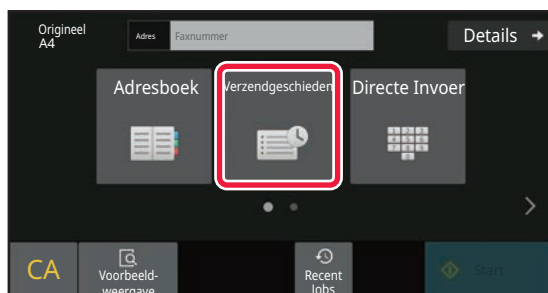 Origineel
A4
Adres
Faxnummer
Details
Adresboek
Verzendgeschieden
Directe Invoer
CA
Voorbeeld-
weergave
Recent
Jobs
Start